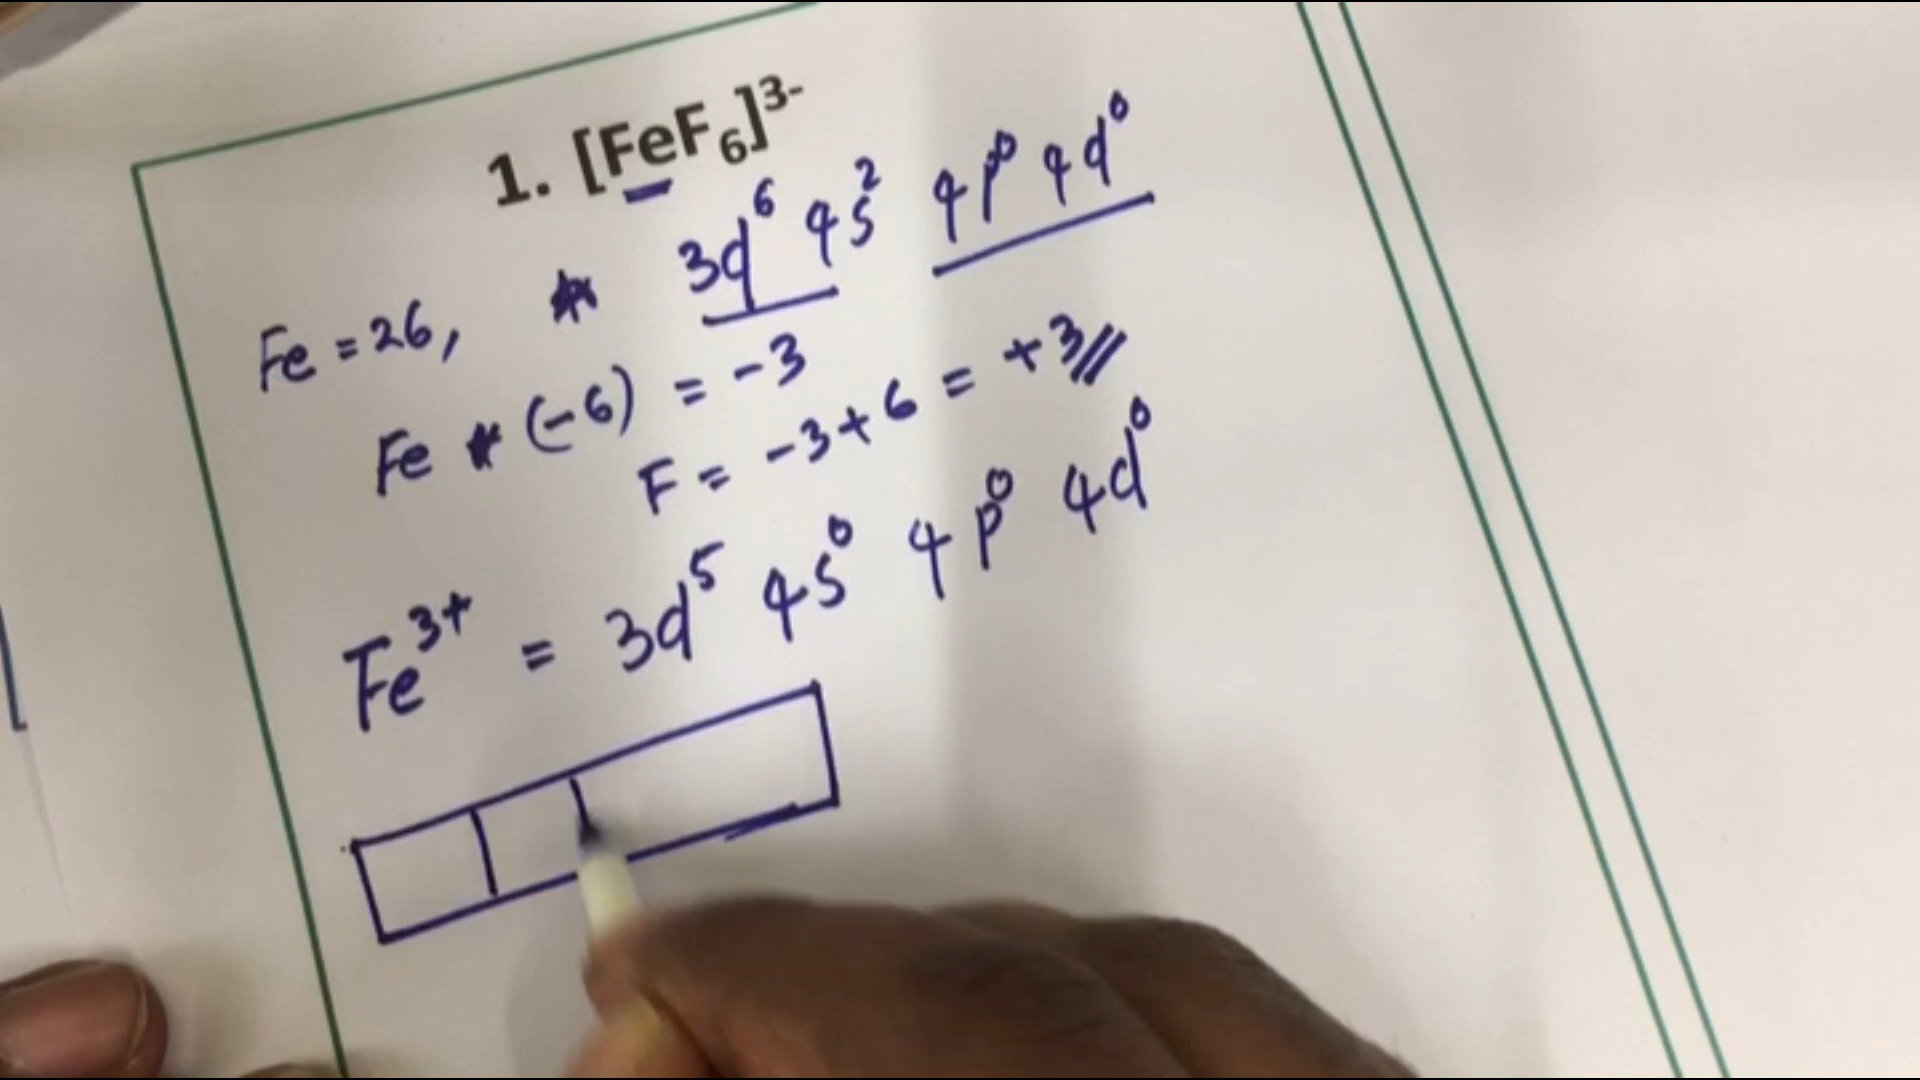 1. [FeF₆]³⁻
Fe = 26, * 3d⁶ 4s² 4p⁰ 4d⁰
Fe * (-6) = -3
F = -3 + 6 = +3//
Fe³⁺ = 3d⁵ 4s⁰ 4p⁰ 4d⁰